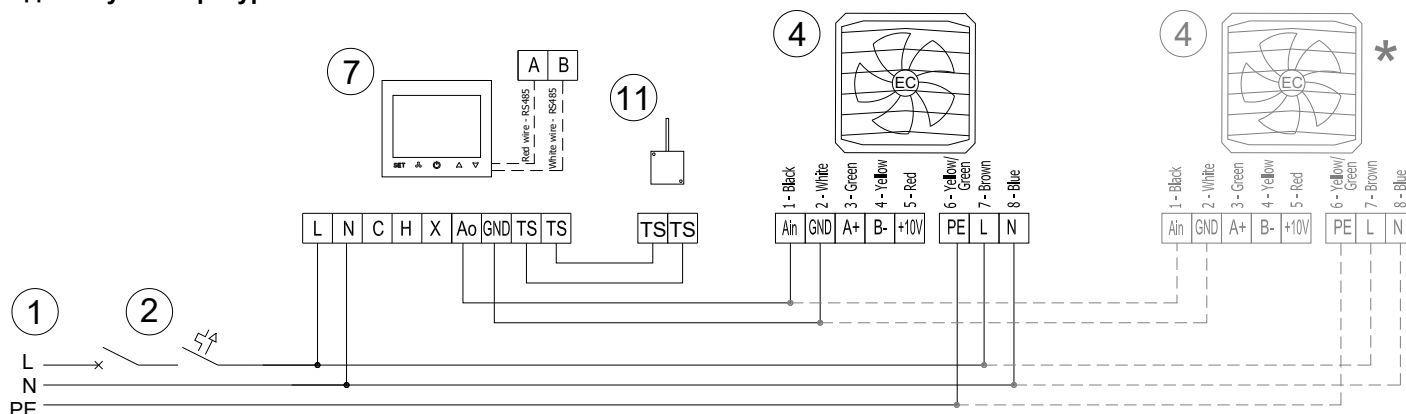 7
A B
Red wire - RS485
White wire - RS485
11
SET
L N C H X Ao GND TS TS
TS TS
4
EC
1 - Black
2 - White
3 - Green
4 - Yellow
5 - Red
6 - Yellow/
Green
7 - Brown
8 - Blue
Ain GND A+ B- +10V PE L N
4
*
EC
1 - Black
2 - White
3 - Green
4 - Yellow
5 - Red
6 - Yellow/
Green
7 - Brown
8 - Blue
Ain GND A+ B- +10V PE L N
1
2
L
N
PE